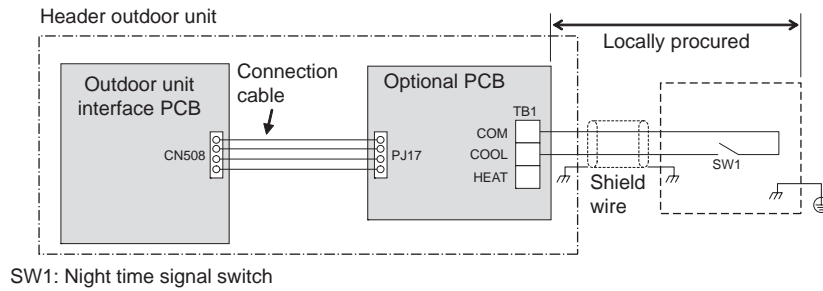 Header outdoor unit
Locally procured
Outdoor unit
interface PCB
Connection
cable
Optional PCB
TB1
COM
COOL
HEAT
CN508
PJ17
SW1
Shield
wire
SW1: Night time signal switch